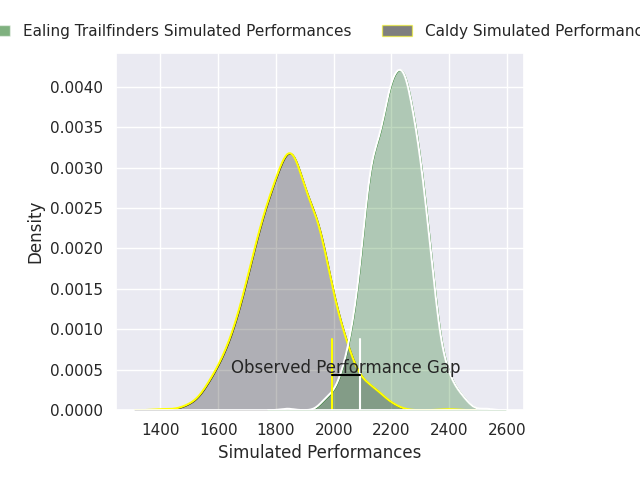 Ealing Trailfinders Simulated Performances
Caldy Simulated
0.0040
0.0035
0.0030
0.0025
0.0020
0.0015
0.0010
0.0005
0.0000
Density
Observed Performance Gap
1400 1600 1800 2000 2200 2400 2600
Simulated Performances